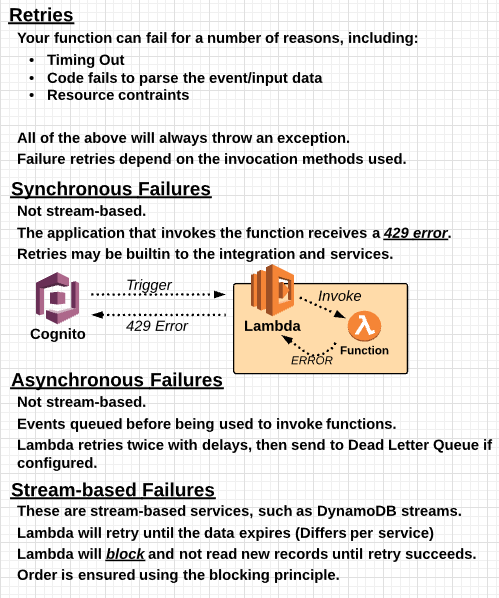 Retries
Your function can fail for a number of reasons, including:
• Timing Out
• Code fails to parse the event/input data
• Resource contraints
All of the above will always throw an exception.
Failure retries depend on the invocation methods used.
Synchronous Failures
Not stream-based.
The application that invokes the function receives a 429 error.
Retries may be builtin to the integration and services.
Trigger
Invoke
429 Error
Cognito
Lambda
Function
ERROR
Asynchronous Failures
Not stream-based.
Events queued before being used to invoke functions.
Lambda retries twice with delays, then send to Dead Letter Queue if
configured.
Stream-based Failures
These are stream-based services, such as DynamoDB streams.
Lambda will retry until the data expires (Differs per service)
Lambda will block and not read new records until retry succeeds.
Order is ensured using the blocking principle.